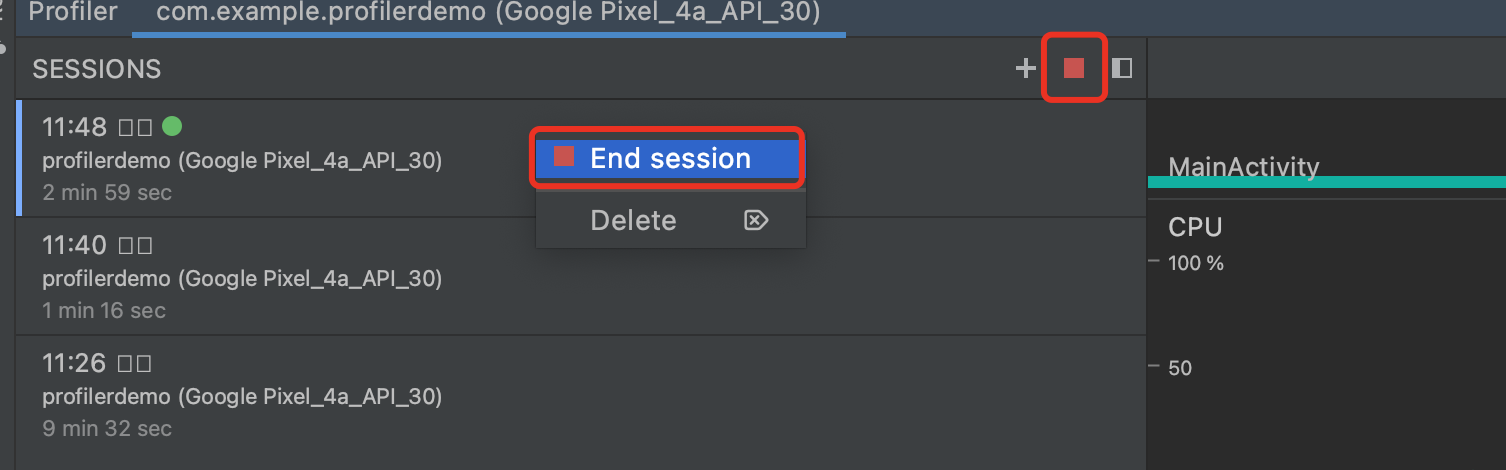 Profiler com.example.profilerdemo (Google Pixel_4a_API_30)
SESSIONS
11:48
profilerdemo (Google Pixel_4a_API_30)
2 min 59 sec
End session
Delete
11:40
profilerdemo (Google Pixel_4a_API_30)
1 min 16 sec
11:26
profilerdemo (Google Pixel_4a_API_30)
9 min 32 sec
MainActivity
CPU
100 %
50